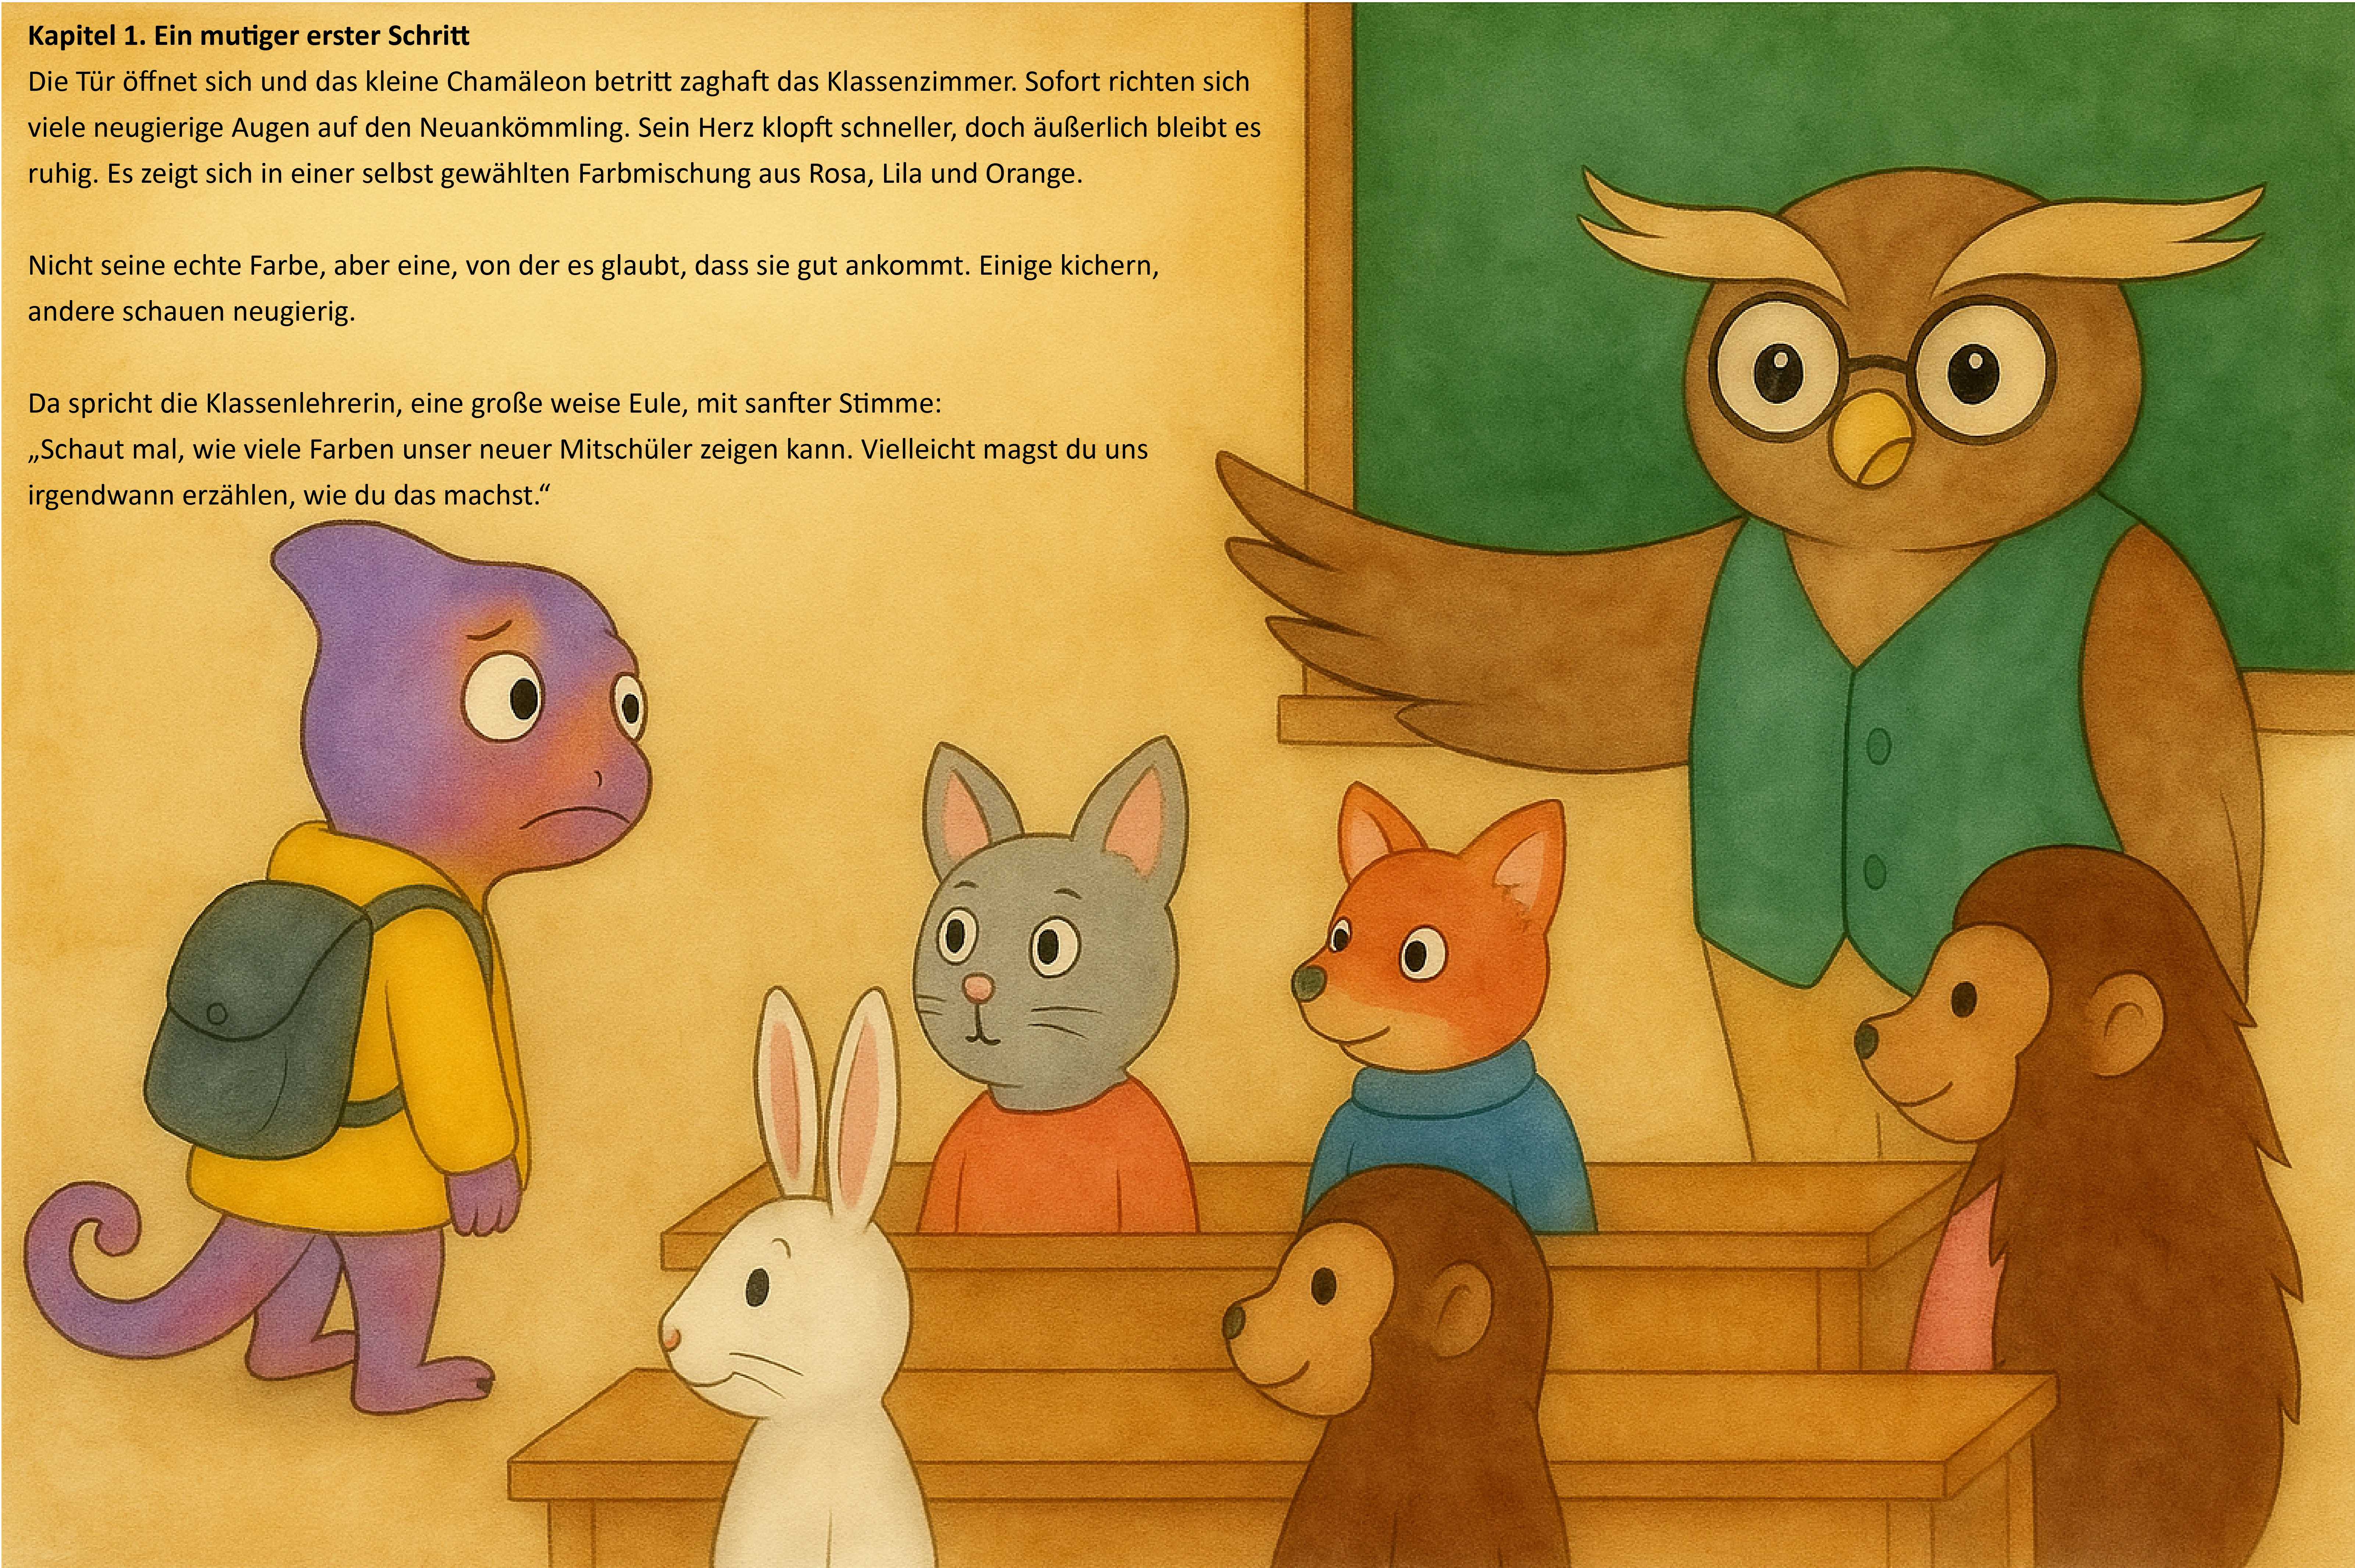 Kapitel 1. Ein mutiger erster Schritt
Die Tür öffnet sich und das kleine Chamäleon betritt zaghaft das Klassenzimmer. Sofort richten sich
viele neugierige Augen auf den Neuankömmling. Sein Herz klopft schneller, doch äußerlich bleibt es
ruhig. Es zeigt sich in einer selbst gewählten Farbmischung aus Rosa, Lila und Orange.
Nicht seine echte Farbe, aber eine, von der es glaubt, dass sie gut ankommt. Einige kichern,
andere schauen neugierig.
Da spricht die Klassenlehrerin, eine große weise Eule, mit sanfter Stimme:
„Schaut mal, wie viele Farben unser neuer Mitschüler zeigen kann. Vielleicht magst du uns
irgendwann erzählen, wie du das machst.“